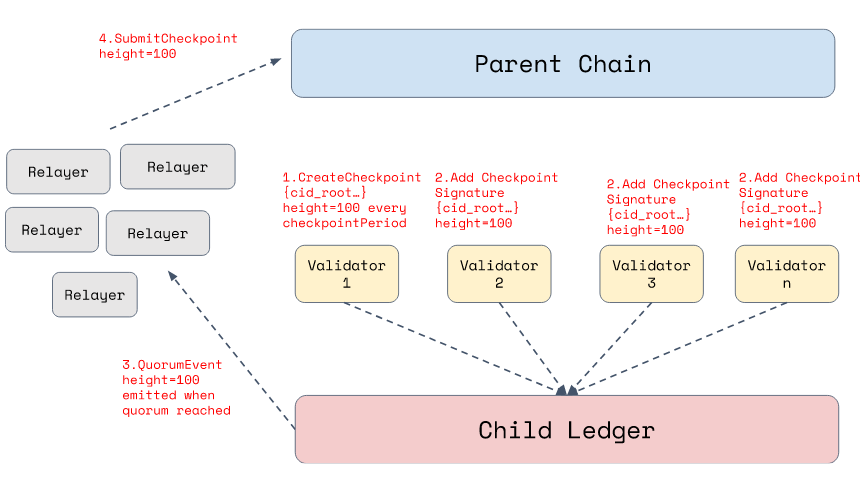 4.SubmitCheckpoint
height=100
Parent Chain
Relayer
Relayer
Relayer
Relayer
Relayer
1.CreateCheckpoint
{cid_root…}
height=100 every
checkpointPeriod
2.Add Checkpoint
Signature
{cid_root…}
height=100
2.Add Checkpoint
Signature
{cid_root…}
height=100
2.Add Checkpoint
Signature
{cid_root…}
height=100
Validator
1
Validator
2
Validator
3
Validator
n
3.QuorumEvent
height=100
emitted when
quorum reached
Child Ledger